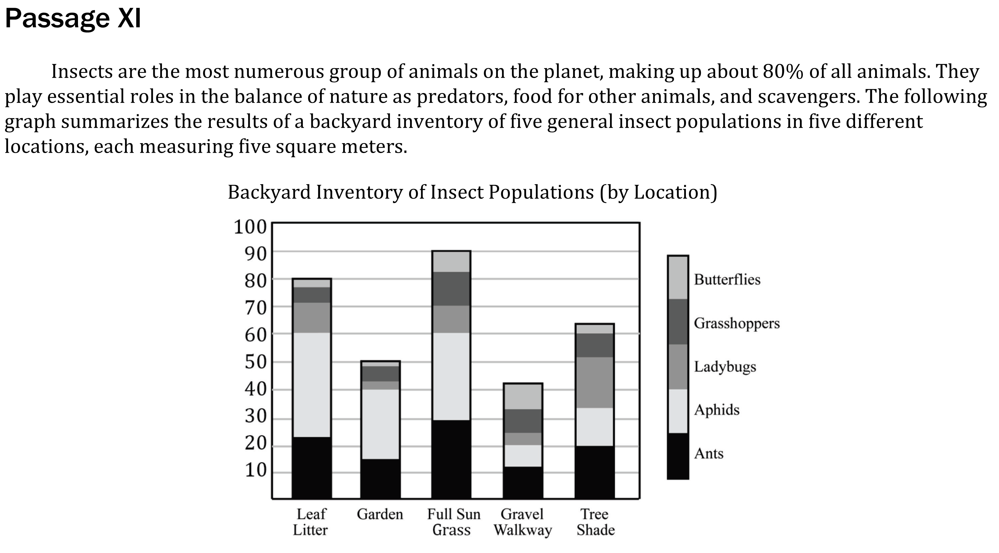 Passage XI
Insects are the most numerous group of animals on the planet, making up about 80% of all animals. They
play essential roles in the balance of nature as predators, food for other animals, and scavengers. The following
graph summarizes the results of a backyard inventory of five general insect populations in five different
locations, each measuring five square meters.
Backyard Inventory of Insect Populations (by Location)
100
90
80
70
60
50
40
30
20
10
Leaf
Litter
Garden
Full Sun
Grass
Gravel
Walkway
Tree
Shade
Butterflies
Grasshoppers
Ladybugs
Aphids
Ants